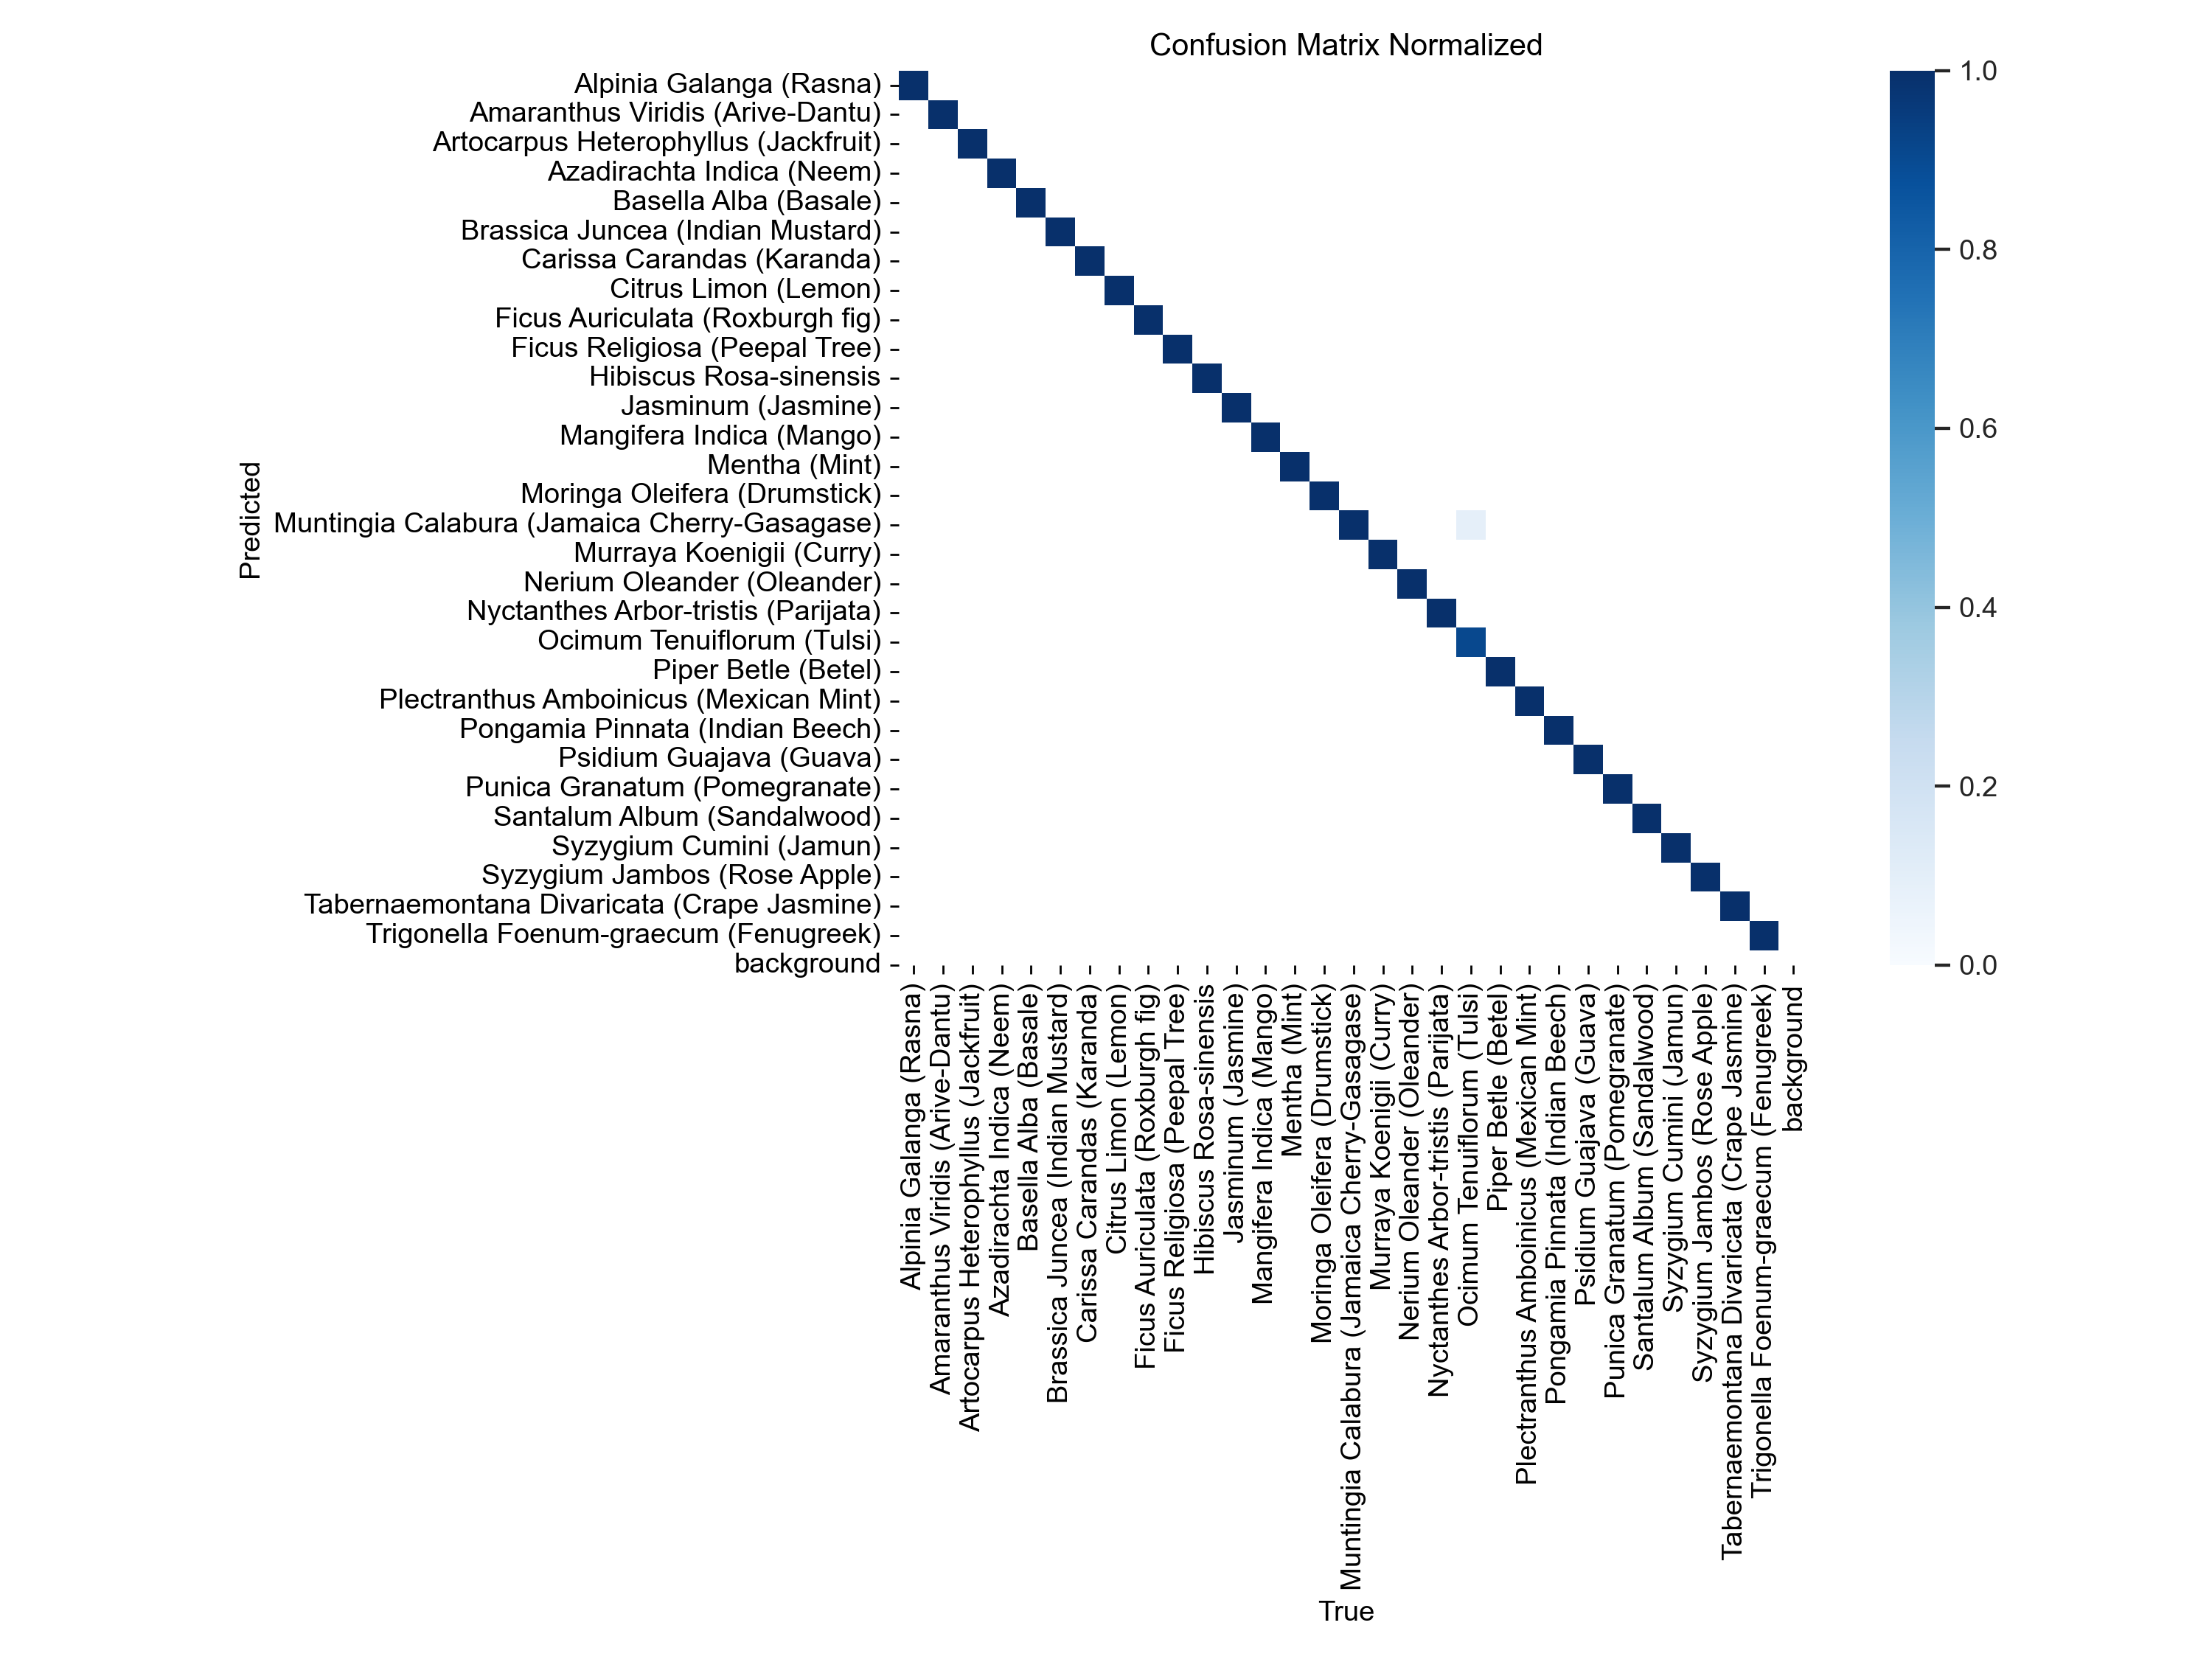 Confusion Matrix Normalized
Alpinia Galanga (Rasna)
Amaranthus Viridis (Arive-Dantu)
Artocarpus Heterophyllus (Jackfruit)
Azadirachta Indica (Neem)
Basella Alba (Basale)
Brassica Juncea (Indian Mustard)
Carissa Carandas (Karanda)
Citrus Limon (Lemon)
Ficus Auriculata (Roxburgh fig)
Ficus Religiosa (Peepal Tree)
Hibiscus Rosa-sinensis
Jasminum (Jasmine)
Mangifera Indica (Mango)
Mentha (Mint)
Moringa Oleifera (Drumstick)
Muntingia Calabura (Jamaica Cherry-Gasagase)
Murraya Koenigii (Curry)
Nerium Oleander (Oleander)
Nyctanthes Arbor-tristis (Parijata)
Ocimum Tenuiflorum (Tulsi)
Piper Betle (Betel)
Plectranthus Amboinicus (Mexican Mint)
Pongamia Pinnata (Indian Beech)
Psidium Guajava (Guava)
Punica Granatum (Pomegranate)
Santalum Album (Sandalwood)
Syzygium Cumini (Jamun)
Syzygium Jambos (Rose Apple)
Tabernaemontana Divaricata (Crape Jasmine)
Trigonella Foenum-graecum (Fenugreek)
background
Predicted
1.0
0.8
0.6
0.4
0.2
0.0
Alpinia Galanga (Rasna)
Amaranthus Viridis (Arive-Dantu)
Artocarpus Heterophyllus (Jackfruit)
Azadirachta Indica (Neem)
Basella Alba (Basale)
Brassica Juncea (Indian Mustard)
Carissa Carandas (Karanda)
Citrus Limon (Lemon)
Ficus Auriculata (Roxburgh fig)
Ficus Religiosa (Peepal Tree)
Hibiscus Rosa-sinensis
Jasminum (Jasmine)
Mangifera Indica (Mango)
Mentha (Mint)
Moringa Oleifera (Drumstick)
Muntingia Calabura (Jamaica Cherry-Gasagase)
Murraya Koenigii (Curry)
Nerium Oleander (Oleander)
Nyctanthes Arbor-tristis (Parijata)
Ocimum Tenuiflorum (Tulsi)
Piper Betle (Betel)
Plectranthus Amboinicus (Mexican Mint)
Pongamia Pinnata (Indian Beech)
Psidium Guajava (Guava)
Punica Granatum (Pomegranate)
Santalum Album (Sandalwood)
Syzygium Cumini (Jamun)
Syzygium Jambos (Rose Apple)
Tabernaemontana Divaricata (Crape Jasmine)
Trigonella Foenum-graecum (Fenugreek)
background
True